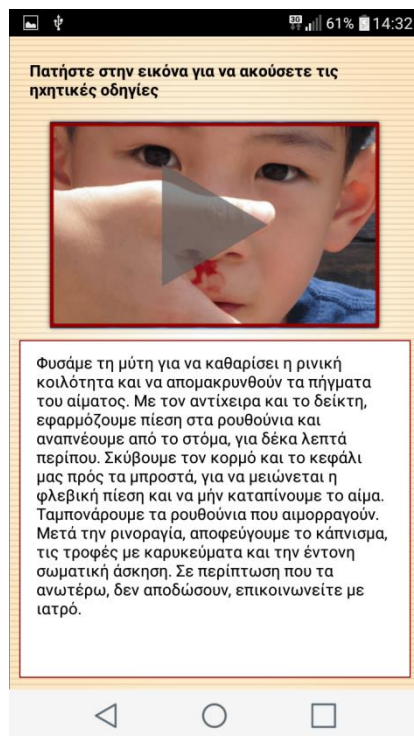 3G 61% 14:32
Πατήστε στην εικόνα για να ακούσετε τις
ηχητικές οδηγίες
Φυσάμε τη μύτη για να καθαρίσει η ρινική
κοιλότητα και να απομακρυνθούν τα πήγματα
του αίματος. Με τον αντίχειρα και το δείκτη,
εφαρμόζουμε πίεση στα ρουθούνια και
αναπνέουμε από το στόμα, για δέκα λεπτά
περίπου. Σκύβουμε τον κορμό και το κεφάλι
μας πρός τα μπροστά, για να μειώνεται η
φλεβική πίεση και να μήν καταπίνουμε το αίμα.
Ταμπονάρουμε τα ρουθούνια που αιμορραγούν.
Μετά την ρινοραγία, αποφεύγουμε το κάπνισμα,
τις τροφές με καρυκεύματα και την έντονη
σωματική άσκηση. Σε περίπτωση που τα
ανωτέρω, δεν αποδώσουν, επικοινωνείτε με
ιατρό.